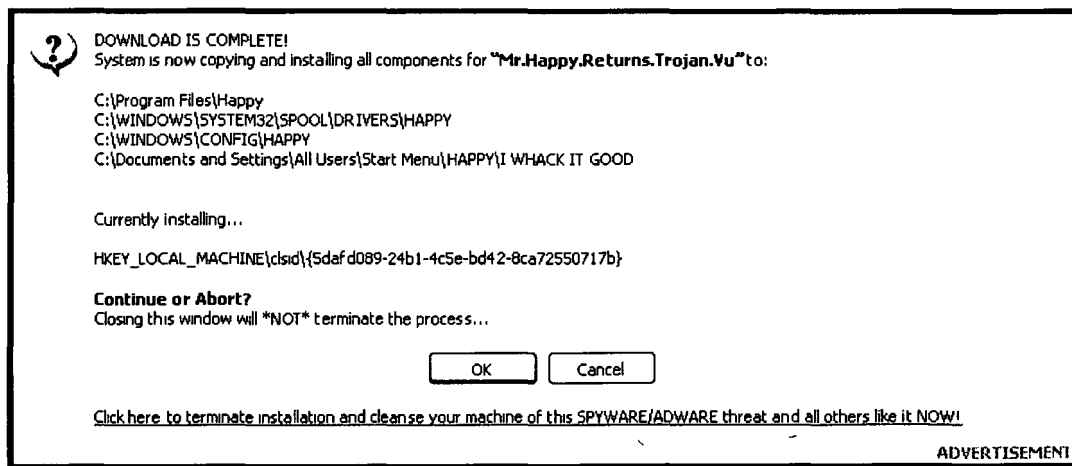 DOWNLOAD IS COMPLETE!
System is now copying and installing all components for "Mr.Happy.Returns.Trojan.Vu" to:
C:\Program Files\Happy
C:\WINDOWS\SYSTEM32\SPOOL\DRIVERS\HAPPY
C:\WINDOWS\CONFIG\HAPPY
C:\Documents and Settings\All Users\Start Menu\HAPPY\I WHACK IT GOOD
Currently installing...
HKEY_LOCAL_MACHINE\clsid\{5dafd089-24b1-4c5e-bd42-8ca72550717b}
Continue or Abort?
Closing this window will *NOT* terminate the process...
OK Cancel
Click here to terminate installation and cleanse your machine of this SPYWARE/ADWARE threat and all others like it NOW!
ADVERTISEMENT